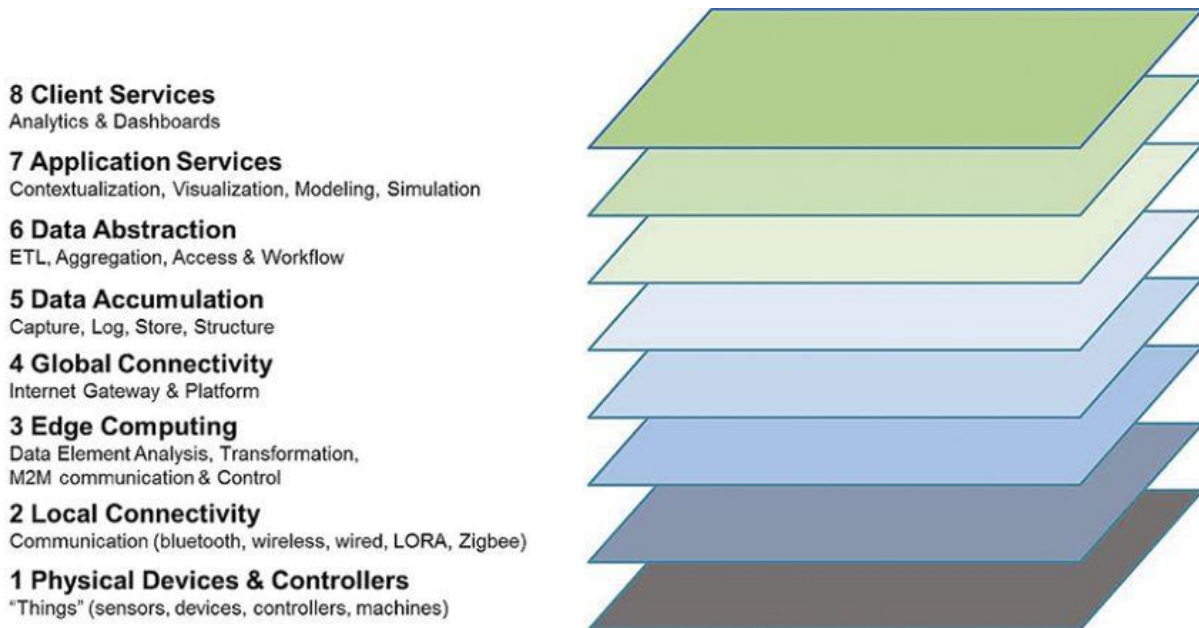 8 Client Services
Analytics & Dashboards
7 Application Services
Contextualization, Visualization, Modeling, Simulation
6 Data Abstraction
ETL, Aggregation, Access & Workflow
5 Data Accumulation
Capture, Log, Store, Structure
4 Global Connectivity
Internet Gateway & Platform
3 Edge Computing
Data Element Analysis, Transformation,
M2M communication & Control
2 Local Connectivity
Communication (bluetooth, wireless, wired, LORA, Zigbee)
1 Physical Devices & Controllers
"Things" (sensors, devices, controllers, machines)